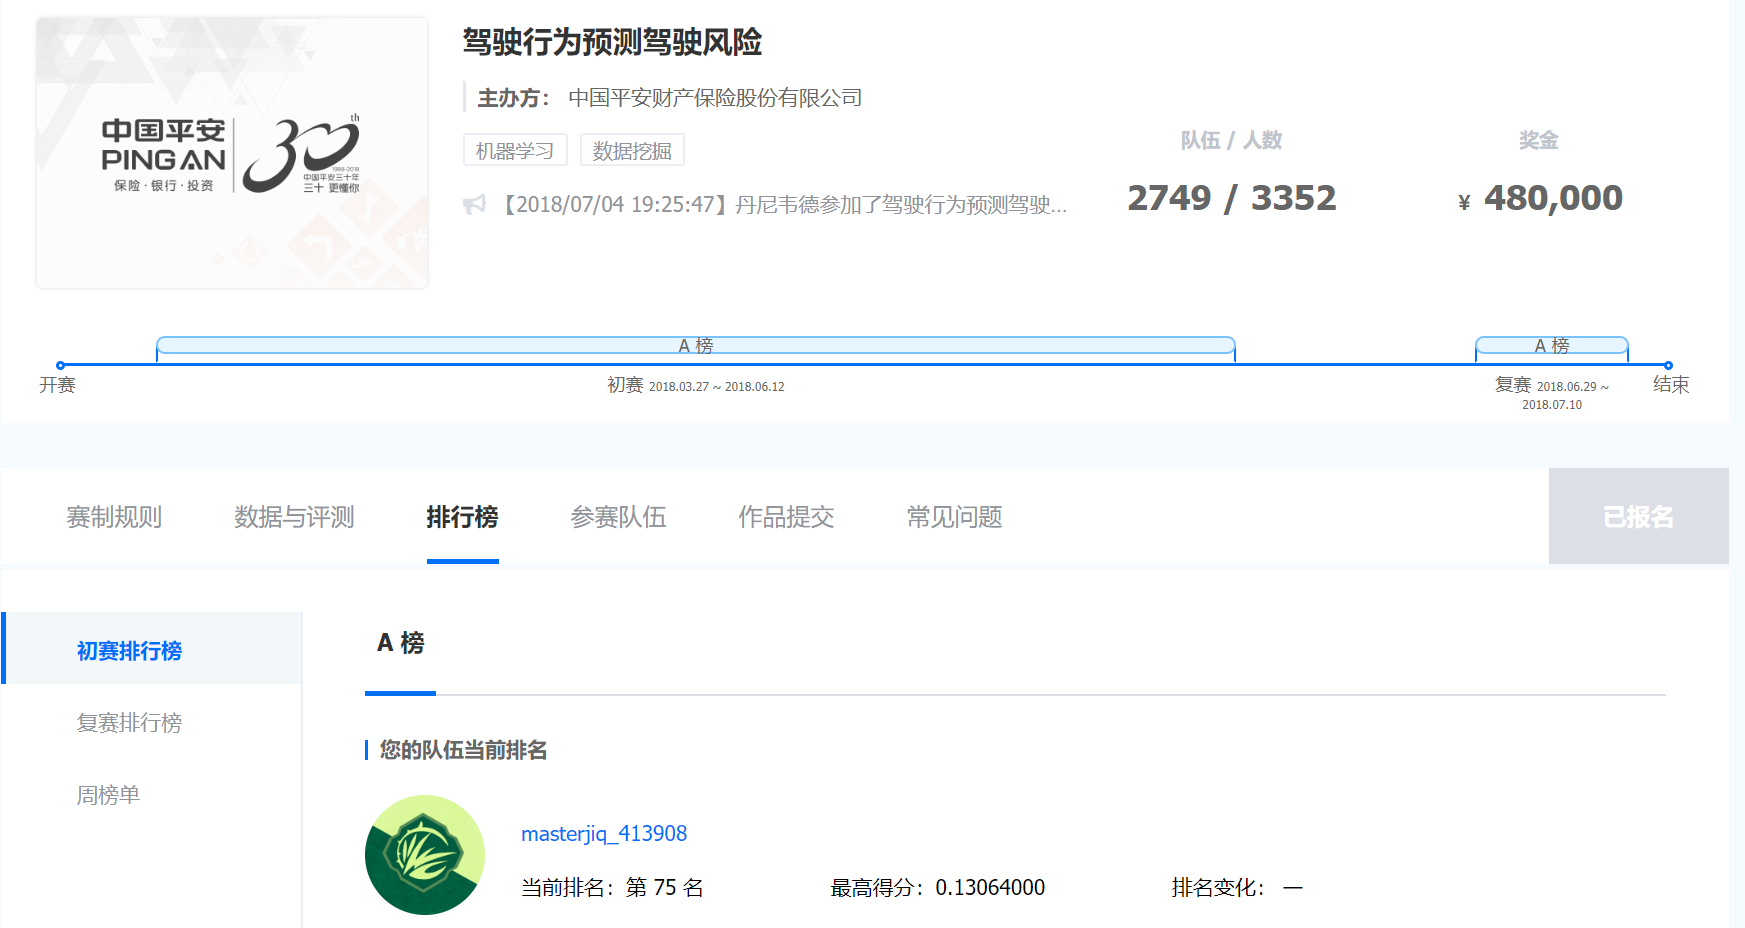 中国平安
PING AN
保险·银行·投资
30th
1988-2018
中国平安三十年
三十 更懂你
驾驶行为预测驾驶风险
主办方： 中国平安财产保险股份有限公司
机器学习 数据挖掘
【2018/07/04 19:25:47】丹尼韦德参加了驾驶行为预测驾驶...
队伍 / 人数
2749 / 3352
奖金
¥ 480,000
A 榜
A 榜
开赛
初赛 2018.03.27 ~ 2018.06.12
复赛 2018.06.29 ~
2018.07.10
结束
赛制规则 数据与评测 排行榜 参赛队伍 作品提交 常见问题 已报名
初赛排行榜
复赛排行榜
周榜单
A 榜
您的队伍当前排名
masterjiq_413908
当前排名：第 75 名 最高得分：0.13064000 排名变化： —